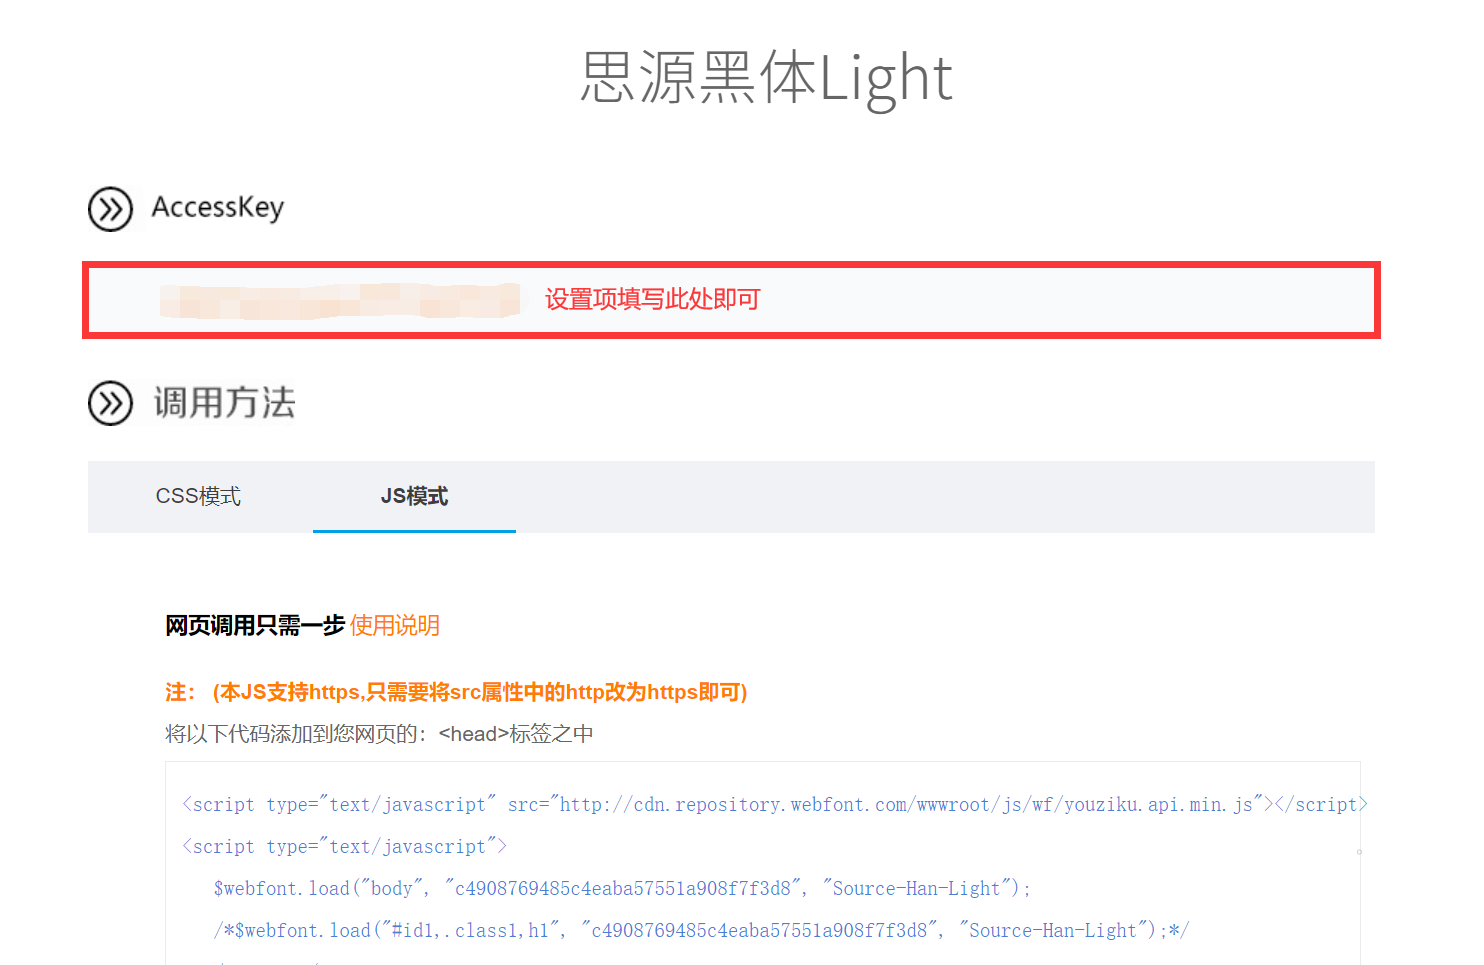 思源黑体Light
AccessKey
设置项填写此处即可
调用方法
CSS模式 JS模式
网页调用只需一步 使用说明
注： (本JS支持https,只需要将src属性中的http改为https即可)
将以下代码添加到您网页的：<head>标签之中
<script type="text/javascript" src="http://cdn.repository.webfont.com/wwwroot/js/wf/youziku.api.min.js"></script>
<script type="text/javascript">
$webfont.load("body", "c4908769485c4eaba57551a908f7f3d8", "Source-Han-Light");
/*$webfont.load("#id1,.class1,h1", "c4908769485c4eaba57551a908f7f3d8", "Source-Han-Light");*/